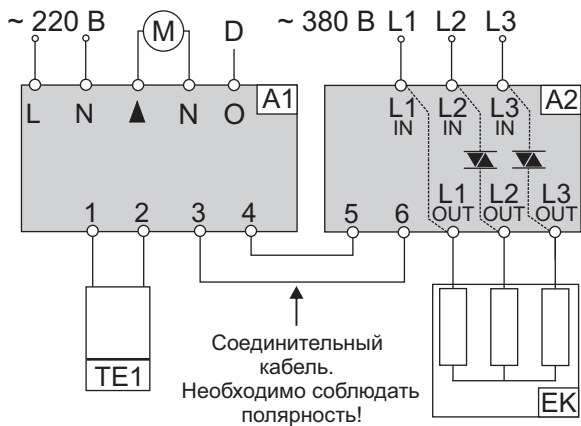 ~ 220 В M D ~ 380 В L1 L2 L3
L N ▲ N O A1
L1 L2 L3 A2
IN IN IN
1 2 3 4 5 6
L1 L2 L3
OUT OUT OUT
TE1
Соединительный
кабель.
Необходимо соблюдать
полярность!
EK